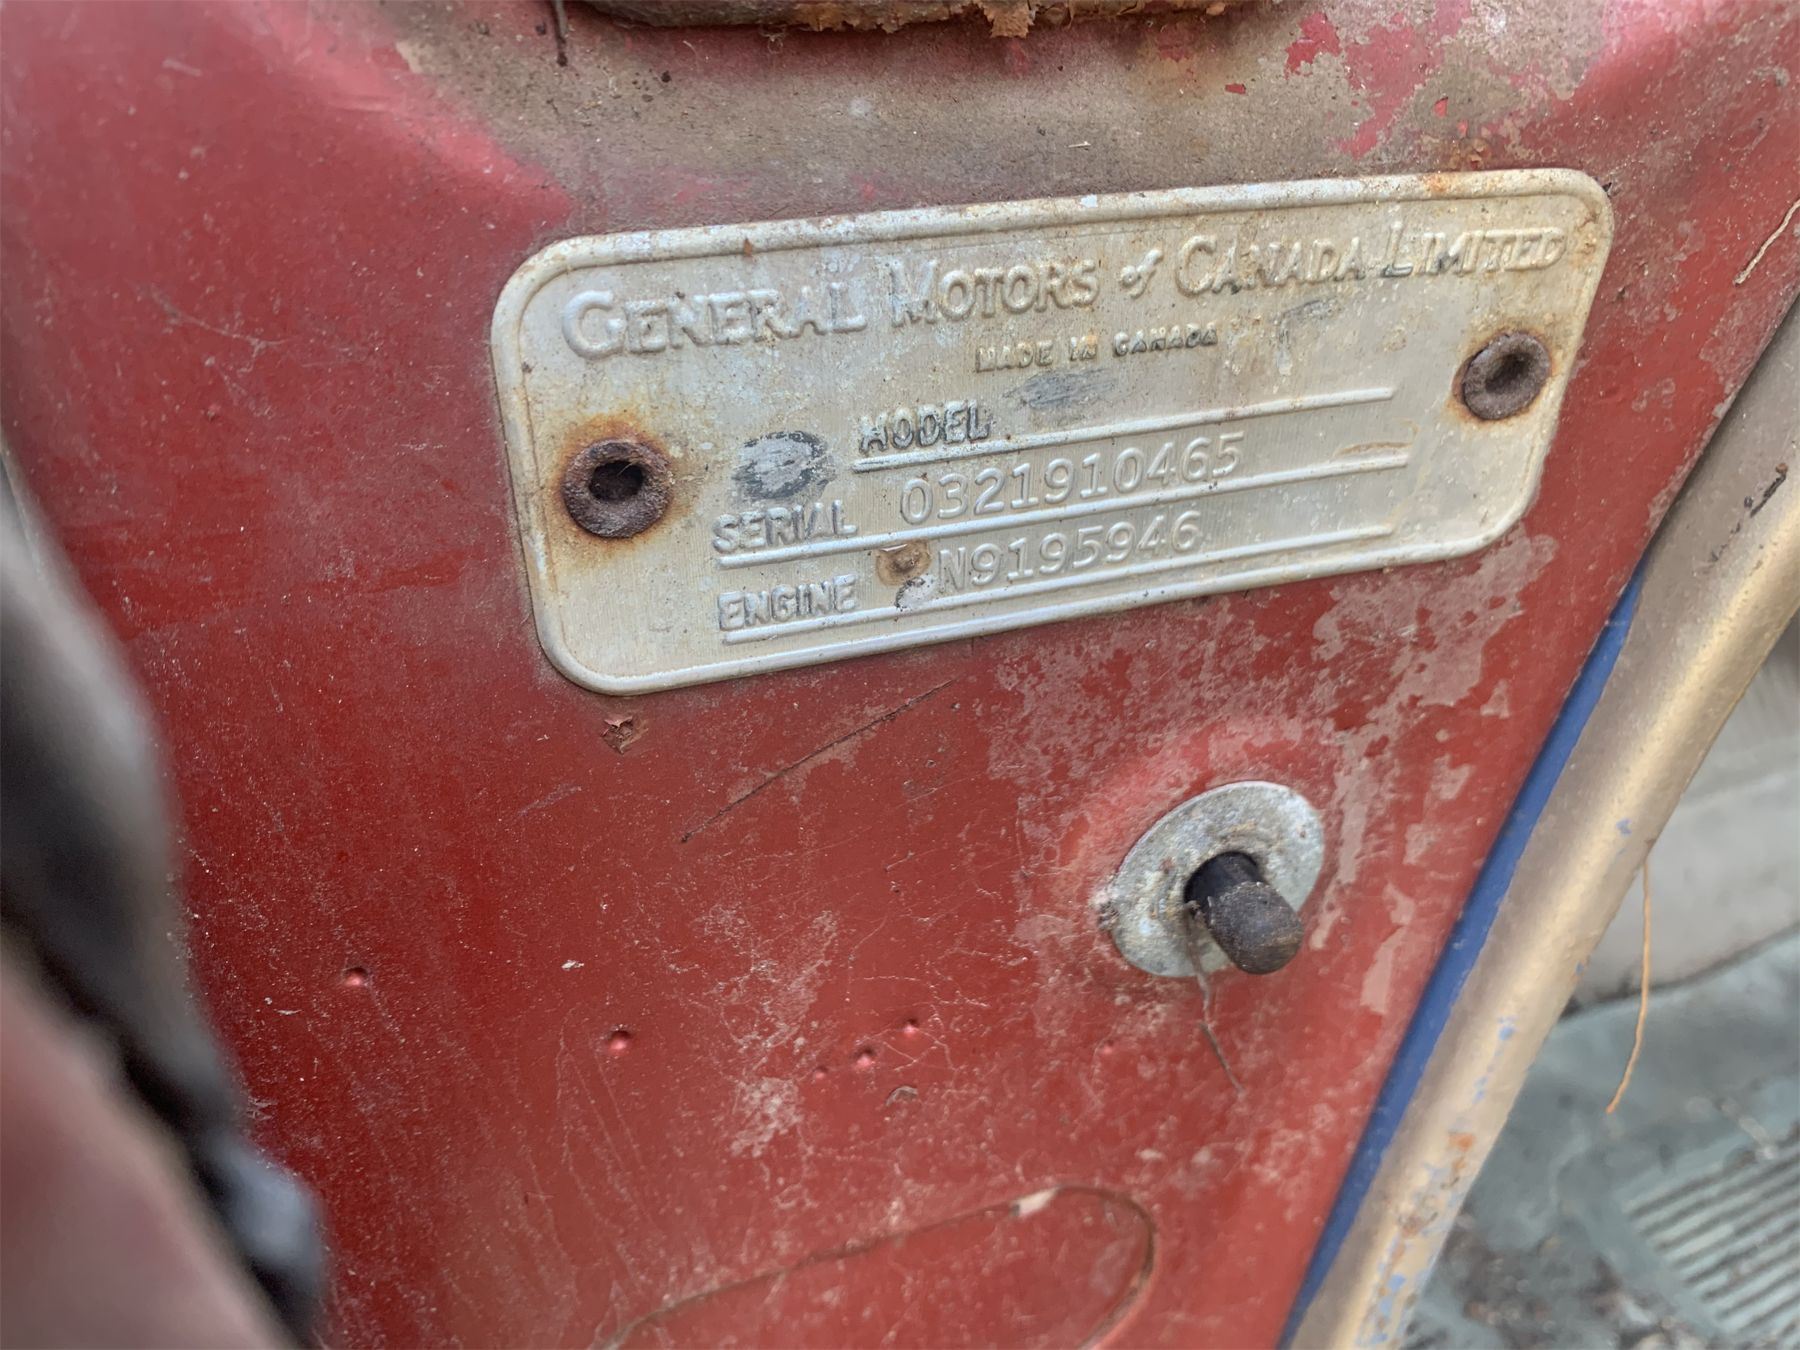 GENERAL MOTORS of CANADA LIMITED
MADE IN CANADA
MODEL
SERIAL 0321910465
ENGINE N9195946